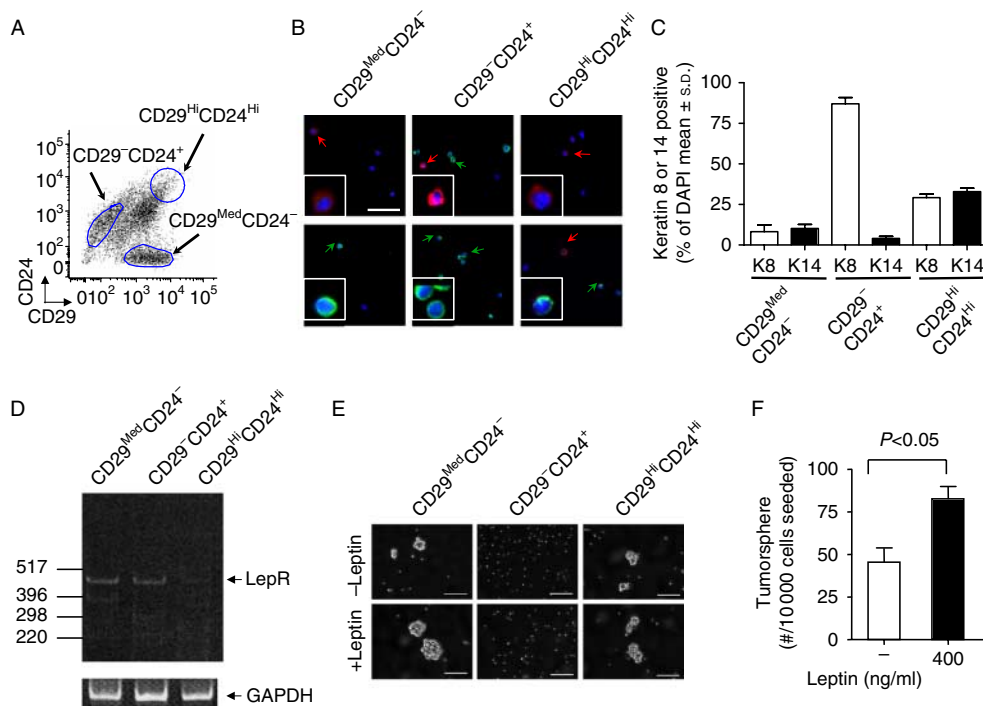 A
CD29^Hi CD24^Hi
CD29^− CD24^+
CD29^Med CD24^−
10^5
10^4
10^3
10^2
0
0 10^2 10^3 10^4 10^5
CD24
CD29
B
CD29^Med CD24^−
CD29^− CD24^+
CD29^Hi CD24^Hi
C
Keratin 8 or 14 positive
(% of DAPI mean ± S.D.)
100
75
50
25
0
K8 K14 K8 K14 K8 K14
CD29^Med
CD24^−
CD29^−
CD24^+
CD29^Hi
CD24^Hi
D
CD29^Med CD24^−
CD29^− CD24^+
CD29^Hi CD24^Hi
517
396
298
220
LepR
GAPDH
E
CD29^Med CD24^−
CD29^− CD24^+
CD29^Hi CD24^Hi
−Leptin
+Leptin
F
P<0.05
Tumorsphere
(#/10 000 cells seeded)
100
75
50
25
0
− 400
Leptin (ng/ml)